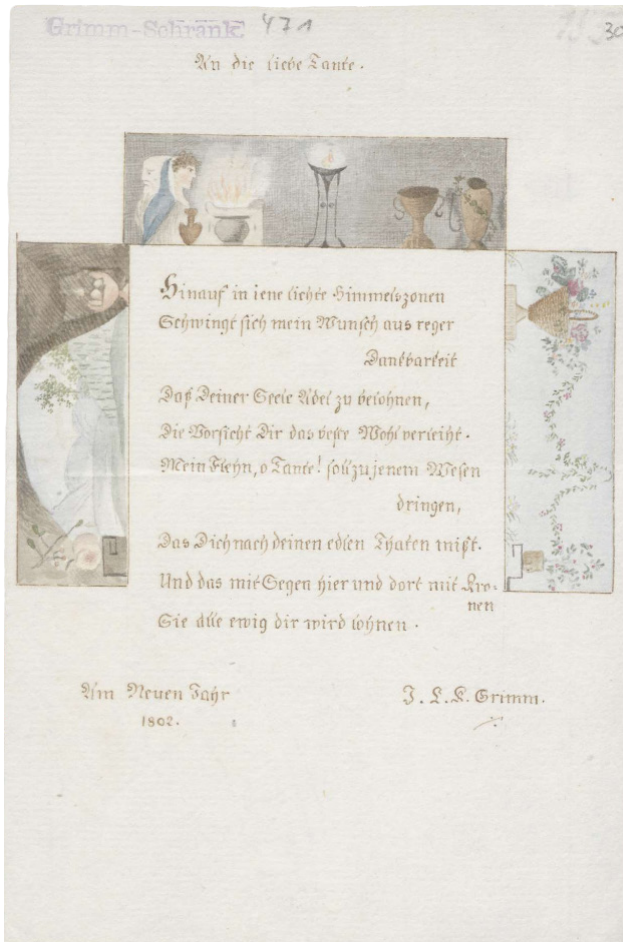 Grimm-Schrank 471
30
An die liebe Tante.
Hinauf in iene lichte Himmelszonen
Schwingt sich mein Wunsch aus reger
Dankbarkeit
Daß Deiner Seele Adel zu belohnen,
Die Vorsicht Dir das beste Wohl verleiht.
Mein Flehn, o Tante! soll zu jenem Wesen
dringen,
Das Dich nach deinen edlen Thaten mißt.
Und das mit Segen hier und dort mit Kro-
nen
Sie alle ewig dir wird lohnen.
Am Neuen Jahr
1802.
J. L. K. Grimm.